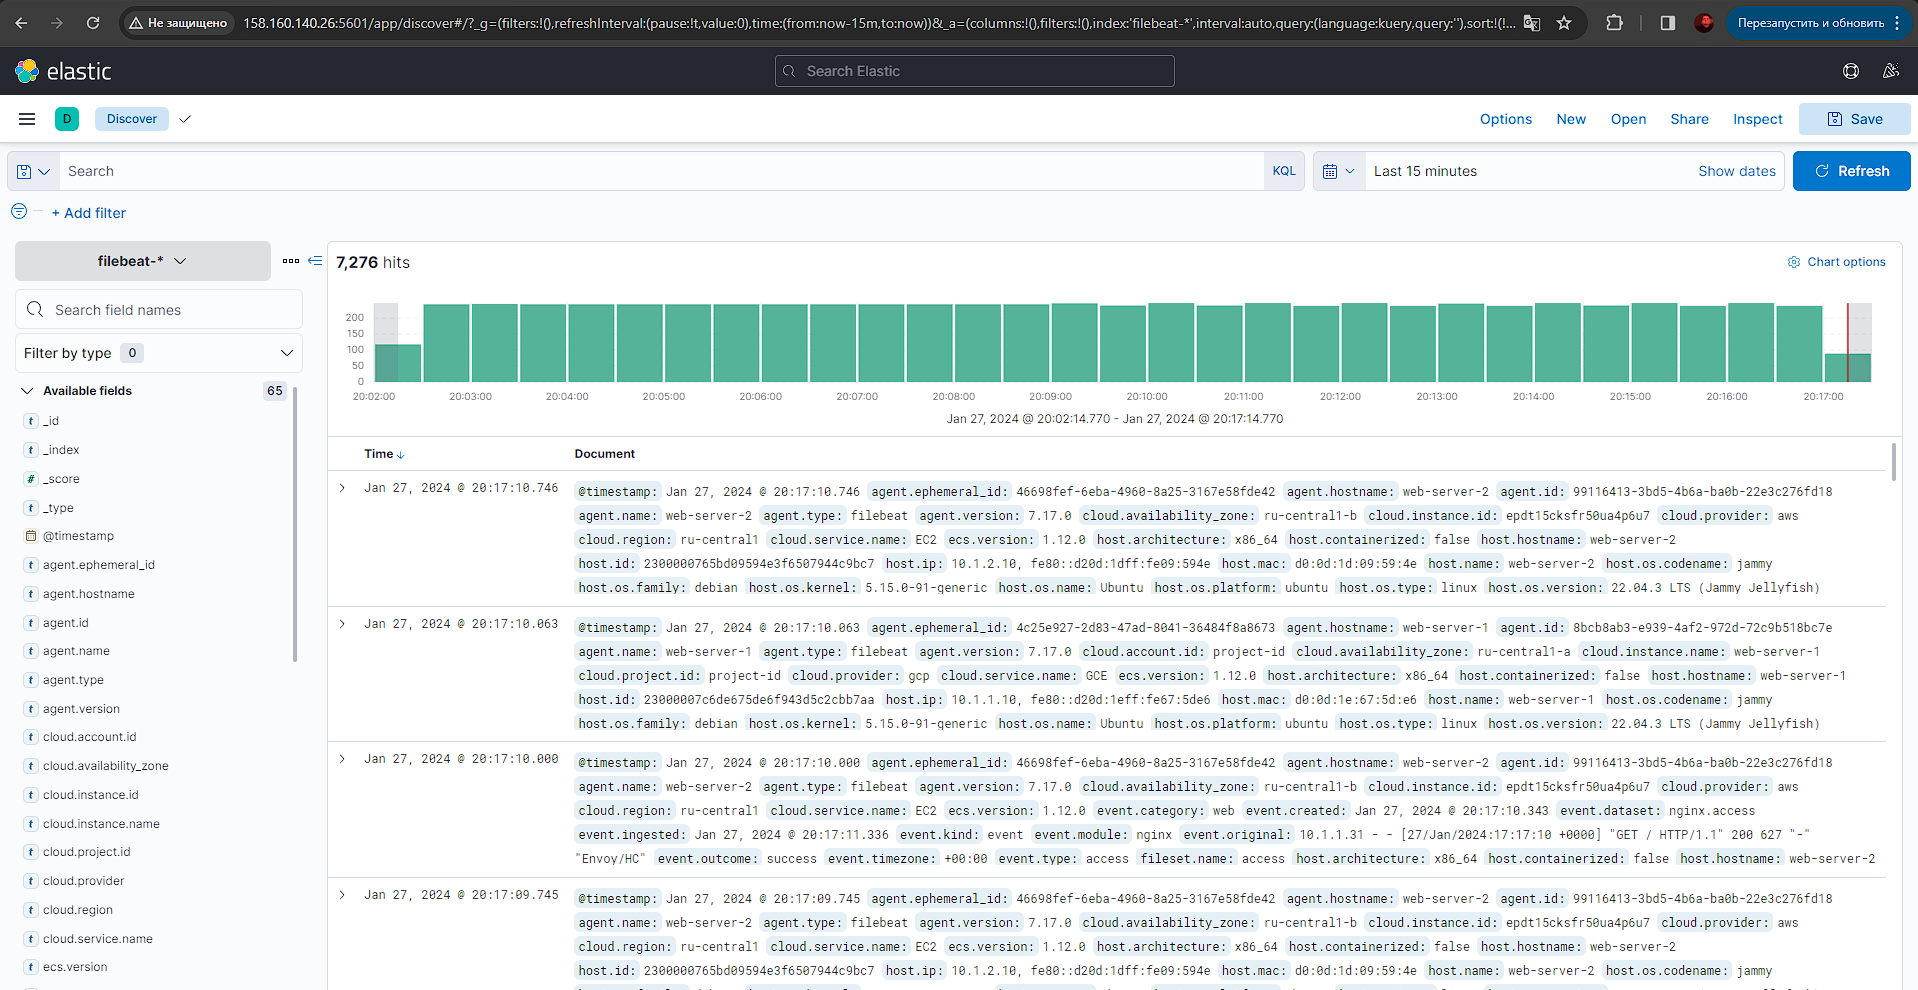 Не защищено
158.160.140.26:5601/app/discover#/?_g=(filters:!(),refreshInterval:(pause:!t,value:0),time:(from:now-15m,to:now))&_a=(columns:!(),filters:!(),index:'filebeat-*',interval:auto,query:(language:kuery,query:''),sort:!(!...
Перезапустить и обновить
elastic
Search Elastic
D
Discover
Options New Open Share Inspect Save
Search
KQL
Last 15 minutes
Show dates
Refresh
+ Add filter
filebeat-*
Search field names
Filter by type 0
Available fields 65
t _id
t _index
# _score
t _type
@timestamp
t agent.ephemeral_id
t agent.hostname
t agent.id
t agent.name
t agent.type
t agent.version
t cloud.account.id
t cloud.availability_zone
t cloud.instance.id
t cloud.instance.name
t cloud.project.id
t cloud.provider
t cloud.region
t cloud.service.name
t ecs.version
7,276 hits
Chart options
200
150
100
50
0
20:02:00 20:03:00 20:04:00 20:05:00 20:06:00 20:07:00 20:08:00 20:09:00 20:10:00 20:11:00 20:12:00 20:13:00 20:14:00 20:15:00 20:16:00 20:17:00
Jan 27, 2024 @ 20:02:14.770 - Jan 27, 2024 @ 20:17:14.770
Time Document
Jan 27, 2024 @ 20:17:10.746
@timestamp: Jan 27, 2024 @ 20:17:10.746 agent.ephemeral_id: 46698fef-6eba-4960-8a25-3167e58fde42 agent.hostname: web-server-2 agent.id: 99116413-3bd5-4b6a-ba0b-22e3c276fd18
agent.name: web-server-2 agent.type: filebeat agent.version: 7.17.0 cloud.availability_zone: ru-central1-b cloud.instance.id: epdt15cksfr50ua4p6u7 cloud.provider: aws
cloud.region: ru-central1 cloud.service.name: EC2 ecs.version: 1.12.0 host.architecture: x86_64 host.containerized: false host.hostname: web-server-2
host.id: 2300000765bd09594e3f6507944c9bc7 host.ip: 10.1.2.10, fe80::d20d:1dff:fe09:594e host.mac: d0:0d:1d:09:59:4e host.name: web-server-2 host.os.codename: jammy
host.os.family: debian host.os.kernel: 5.15.0-91-generic host.os.name: Ubuntu host.os.platform: ubuntu host.os.type: linux host.os.version: 22.04.3 LTS (Jammy Jellyfish)
Jan 27, 2024 @ 20:17:10.063
@timestamp: Jan 27, 2024 @ 20:17:10.063 agent.ephemeral_id: 4c25e927-2d83-47ad-8041-36484f8a8673 agent.hostname: web-server-1 agent.id: 8bcb8ab3-e939-4af2-972d-72c9b518bc7e
agent.name: web-server-1 agent.type: filebeat agent.version: 7.17.0 cloud.account.id: project-id cloud.availability_zone: ru-central1-a cloud.instance.name: web-server-1
cloud.project.id: project-id cloud.provider: gcp cloud.service.name: GCE ecs.version: 1.12.0 host.architecture: x86_64 host.containerized: false host.hostname: web-server-1
host.id: 23000007c6de675de6f943d5c2cbb7aa host.ip: 10.1.1.10, fe80::d20d:1eff:fe67:5de6 host.mac: d0:0d:1e:67:5d:e6 host.name: web-server-1 host.os.codename: jammy
host.os.family: debian host.os.kernel: 5.15.0-91-generic host.os.name: Ubuntu host.os.platform: ubuntu host.os.type: linux host.os.version: 22.04.3 LTS (Jammy Jellyfish)
Jan 27, 2024 @ 20:17:10.000
@timestamp: Jan 27, 2024 @ 20:17:10.000 agent.ephemeral_id: 46698fef-6eba-4960-8a25-3167e58fde42 agent.hostname: web-server-2 agent.id: 99116413-3bd5-4b6a-ba0b-22e3c276fd18
agent.name: web-server-2 agent.type: filebeat agent.version: 7.17.0 cloud.availability_zone: ru-central1-b cloud.instance.id: epdt15cksfr50ua4p6u7 cloud.provider: aws
cloud.region: ru-central1 cloud.service.name: EC2 ecs.version: 1.12.0 event.category: web event.created: Jan 27, 2024 @ 20:17:10.343 event.dataset: nginx.access
event.ingested: Jan 27, 2024 @ 20:17:11.336 event.kind: event event.module: nginx event.original: 10.1.1.31 - - [27/Jan/2024:17:17:10 +0000] "GET / HTTP/1.1" 200 627 "-"
"Envoy/HC" event.outcome: success event.timezone: +00:00 event.type: access fileset.name: access host.architecture: x86_64 host.containerized: false host.hostname: web-server-2
Jan 27, 2024 @ 20:17:09.745
@timestamp: Jan 27, 2024 @ 20:17:09.745 agent.ephemeral_id: 46698fef-6eba-4960-8a25-3167e58fde42 agent.hostname: web-server-2 agent.id: 99116413-3bd5-4b6a-ba0b-22e3c276fd18
agent.name: web-server-2 agent.type: filebeat agent.version: 7.17.0 cloud.availability_zone: ru-central1-b cloud.instance.id: epdt15cksfr50ua4p6u7 cloud.provider: aws
cloud.region: ru-central1 cloud.service.name: EC2 ecs.version: 1.12.0 host.architecture: x86_64 host.containerized: false host.hostname: web-server-2
host.id: 2300000765bd09594e3f6507944c9bc7 host.ip: 10.1.2.10, fe80::d20d:1dff:fe09:594e host.mac: d0:0d:1d:09:59:4e host.name: web-server-2 host.os.codename: jammy